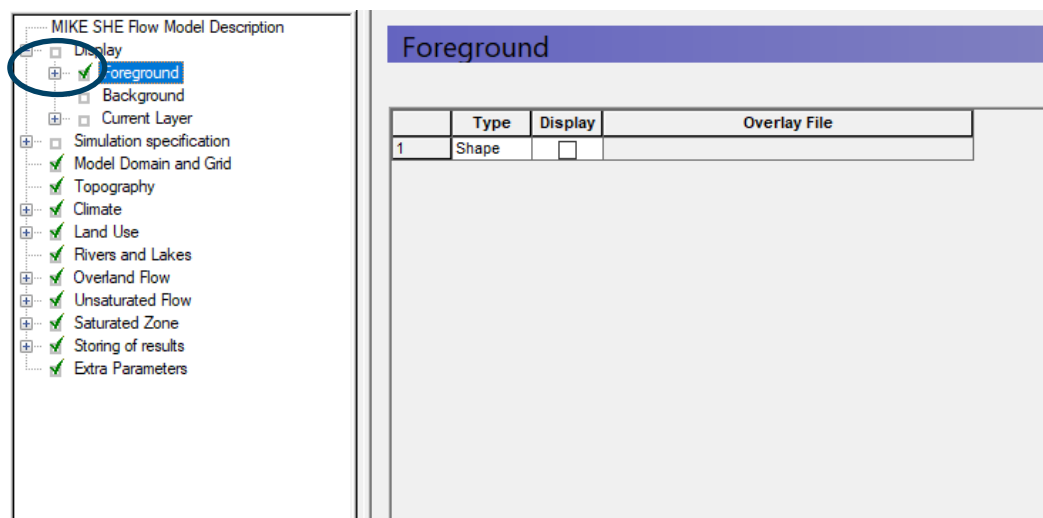 MIKE SHE Flow Model Description
Display
Foreground
Background
Current Layer
Simulation specification
Model Domain and Grid
Topography
Climate
Land Use
Rivers and Lakes
Overland Flow
Unsaturated Flow
Saturated Zone
Storing of results
Extra Parameters
Foreground
Type Display Overlay File
1 Shape